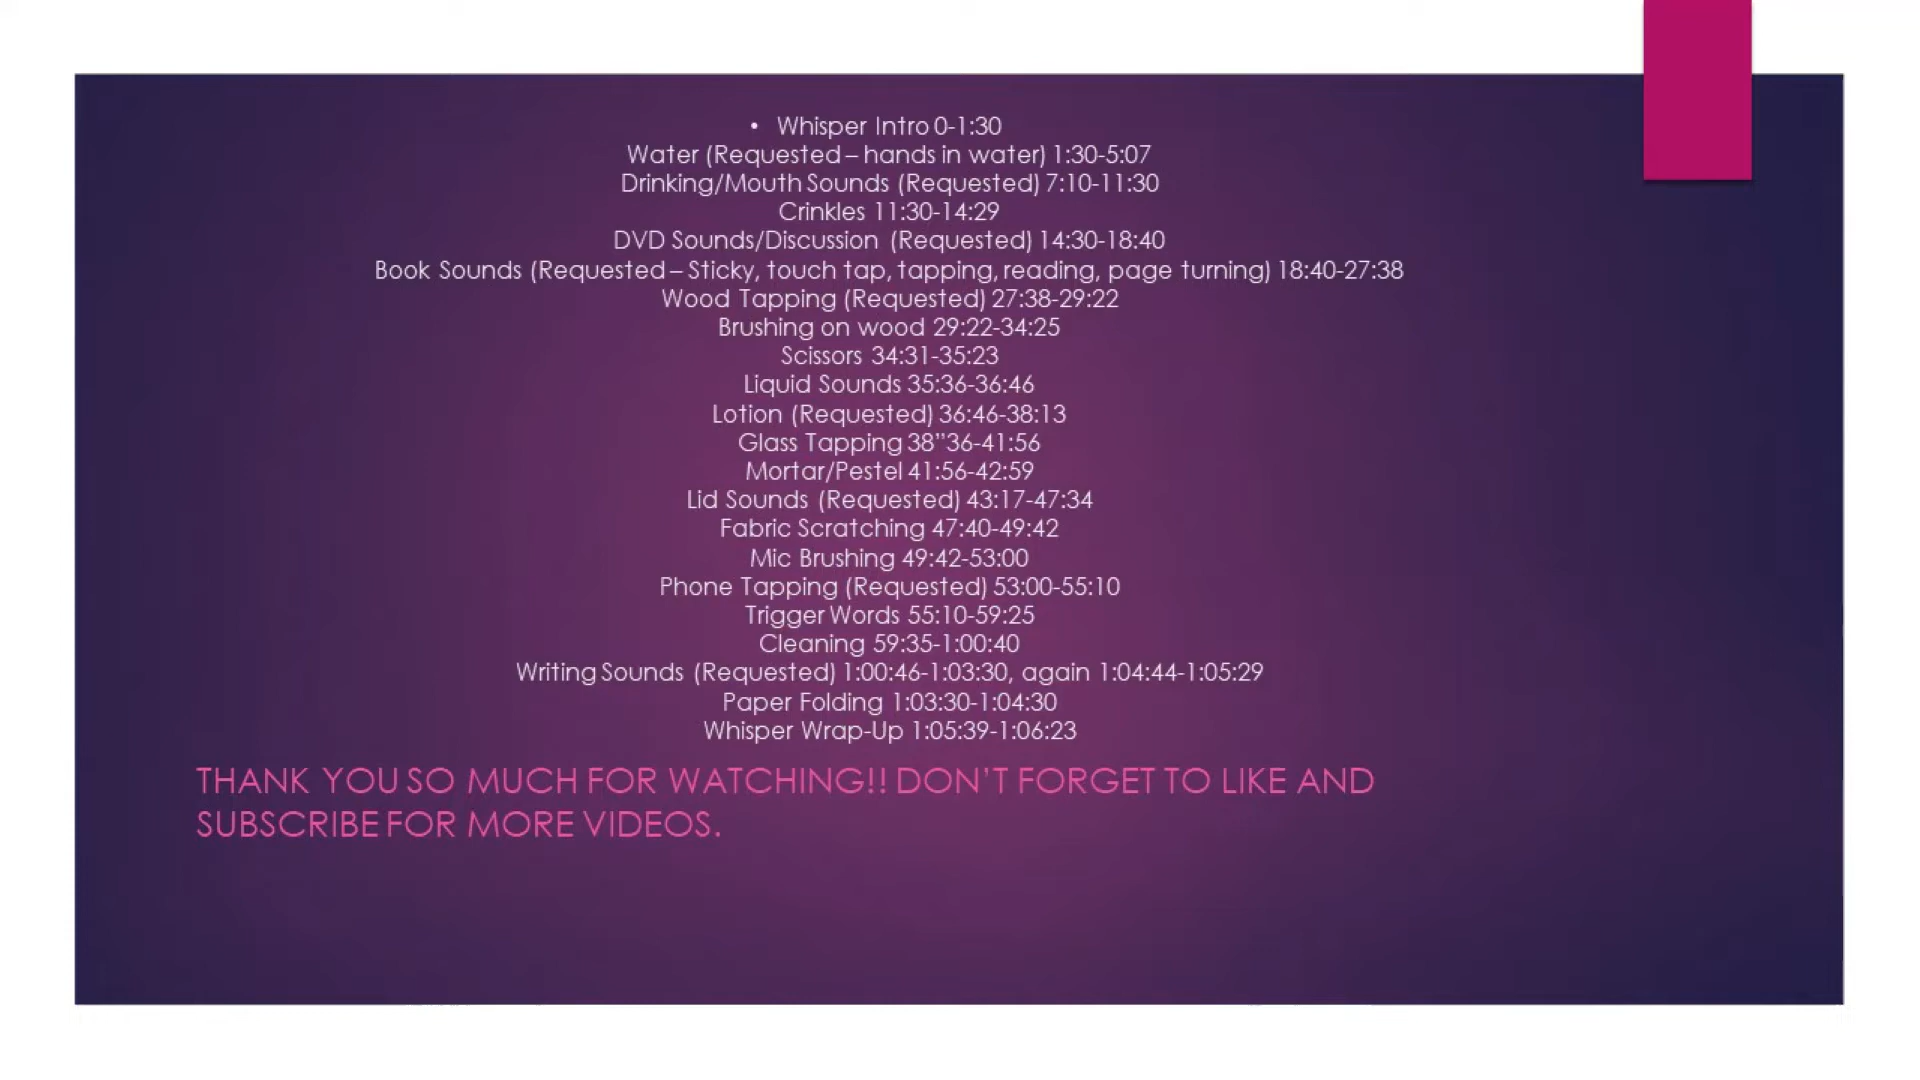 • Whisper Intro 0-1:30
Water (Requested – hands in water) 1:30-5:07
Drinking/Mouth Sounds (Requested) 7:10-11:30
Crinkles 11:30-14:29
DVD Sounds/Discussion (Requested) 14:30-18:40
Book Sounds (Requested – Sticky, touch tap, tapping, reading, page turning) 18:40-27:38
Wood Tapping (Requested) 27:38-29:22
Brushing on wood 29:22-34:25
Scissors 34:31-35:23
Liquid Sounds 35:36-36:46
Lotion (Requested) 36:46-38:13
Glass Tapping 38”36-41:56
Mortar/Pestel 41:56-42:59
Lid Sounds (Requested) 43:17-47:34
Fabric Scratching 47:40-49:42
Mic Brushing 49:42-53:00
Phone Tapping (Requested) 53:00-55:10
Trigger Words 55:10-59:25
Cleaning 59:35-1:00:40
Writing Sounds (Requested) 1:00:46-1:03:30, again 1:04:44-1:05:29
Paper Folding 1:03:30-1:04:30
Whisper Wrap-Up 1:05:39-1:06:23
THANK YOU SO MUCH FOR WATCHING!! DON’T FORGET TO LIKE AND
SUBSCRIBE FOR MORE VIDEOS.